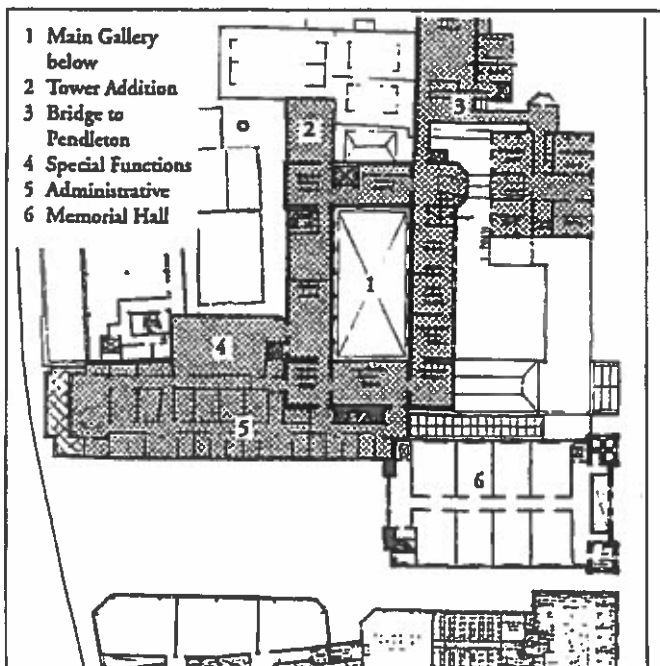 1 Main Gallery
below
2 Tower Addition
3 Bridge to
Pendleton
4 Special Functions
5 Administrative
6 Memorial Hall
2
3
1
4
5
6